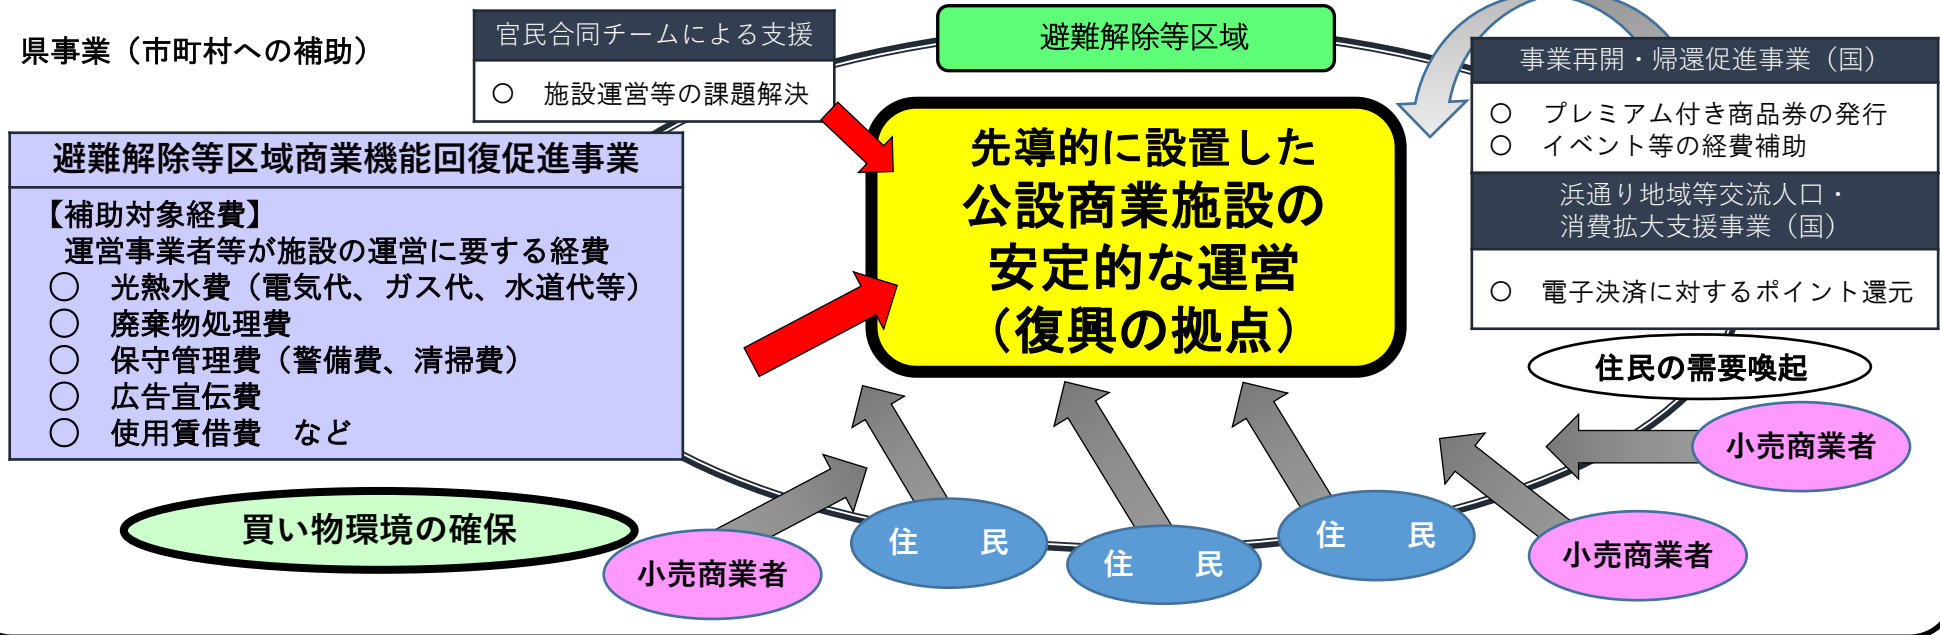 県事業（市町村への補助）
官民合同チームによる支援
〇　施設運営等の課題解決
避難解除等区域
避難解除等区域商業機能回復促進事業
【補助対象経費】
運営事業者等が施設の運営に要する経費
〇　光熱水費（電気代、ガス代、水道代等）
〇　廃棄物処理費
〇　保守管理費（警備費、清掃費）
〇　広告宣伝費
〇　使用賃借費　など
先導的に設置した
公設商業施設の
安定的な運営
（復興の拠点）
事業再開・帰還促進事業（国）
〇　プレミアム付き商品券の発行
〇　イベント等の経費補助
浜通り地域等交流人口・
消費拡大支援事業（国）
〇　電子決済に対するポイント還元
住民の需要喚起
買い物環境の確保
小売商業者
住　民
住　民
住　民
小売商業者
小売商業者